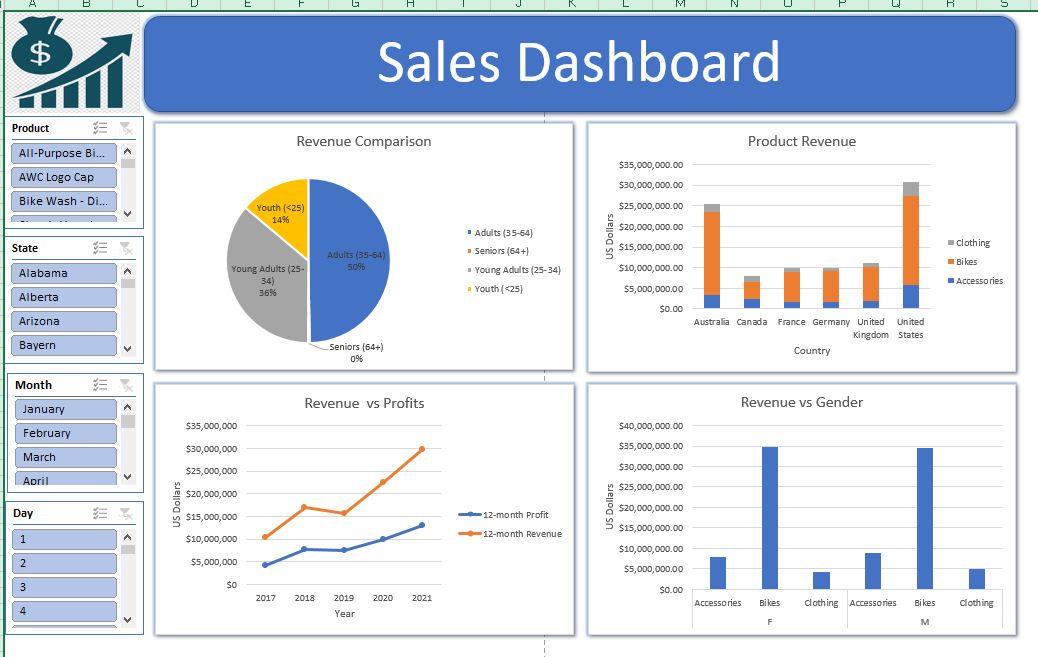 A B C D E F G H I J K L M N O P Q R S
$
Sales Dashboard
Product
All-Purpose Bi...
AWC Logo Cap
Bike Wash - Di...
State
Alabama
Alberta
Arizona
Bayern
Month
January
February
March
April
Day
1
2
3
4
Revenue Comparison
Youth (<25)
14%
Adults (35-64)
50%
Young Adults (25-
34)
36%
Seniors (64+)
0%
Adults (35-64)
Seniors (64+)
Young Adults (25-34)
Youth (<25)
Product Revenue
US Dollars
$35,000,000.00
$30,000,000.00
$25,000,000.00
$20,000,000.00
$15,000,000.00
$10,000,000.00
$5,000,000.00
$0.00
Australia Canada France Germany United United
Kingdom States
Country
Clothing
Bikes
Accessories
Revenue vs Profits
US Dollars
$35,000,000
$30,000,000
$25,000,000
$20,000,000
$15,000,000
$10,000,000
$5,000,000
$0
2017 2018 2019 2020 2021
Year
12-month Profit
12-month Revenue
Revenue vs Gender
US Dollars
$40,000,000.00
$35,000,000.00
$30,000,000.00
$25,000,000.00
$20,000,000.00
$15,000,000.00
$10,000,000.00
$5,000,000.00
$0.00
Accessories Bikes Clothing Accessories Bikes Clothing
F M